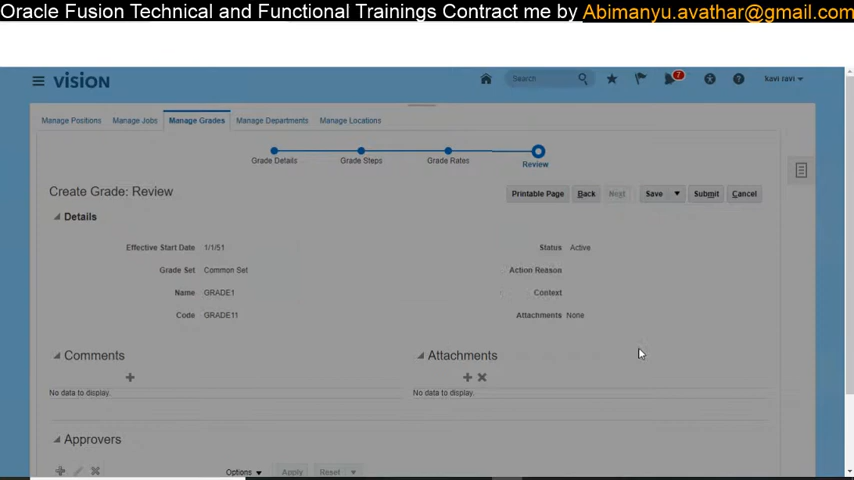 Oracle Fusion Technical and Functional Trainings Contract me by Abimanyu.avathar@gmail.com
VISION
Search
7
kavi ravi
Manage Positions Manage Jobs Manage Grades Manage Departments Manage Locations
Grade Details Grade Steps Grade Rates Review
Create Grade: Review
Printable Page Back Next Save Submit Cancel
Details
Effective Start Date 1/1/51 Status Active
Grade Set Common Set Action Reason
Name GRADE1 Context
Code GRADE11 Attachments None
Comments Attachments
No data to display. No data to display.
Approvers
Options Apply Reset